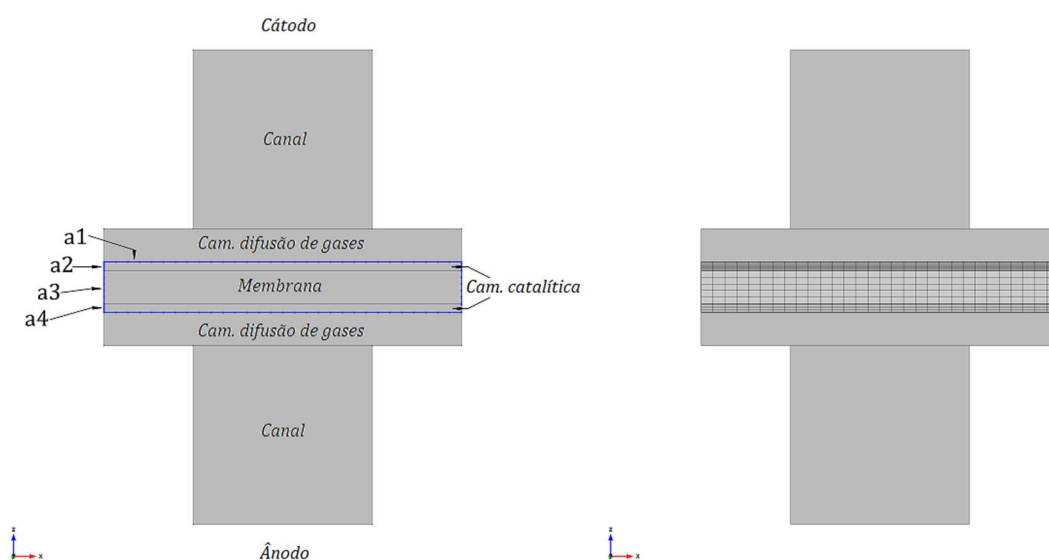 Cátodo
Canal
Cam. difusão de gases
a1
a2
Membrana
a3
Cam. catalítica
a4
Cam. difusão de gases
Canal
Ânodo
z
x
z
x